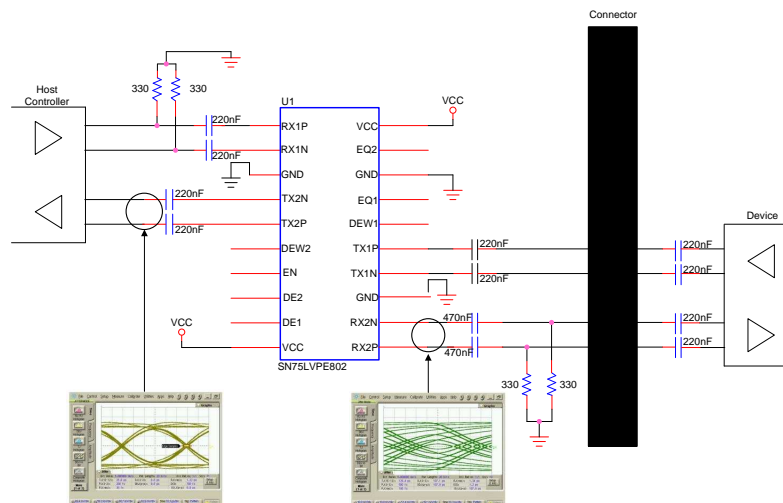 Connector
Host
Controller
330
330
U1
VCC
220nF
220nF
RX1P
RX1N
GND
TX2N
TX2P
DEW2
EN
DE2
DE1
VCC
VCC
EQ2
GND
EQ1
DEW1
TX1P
TX1N
GND
RX2N
RX2P
220nF
220nF
VCC
SN75LVPE802
220nF
220nF
470nF
470nF
330
330
Device
220nF
220nF
220nF
220nF